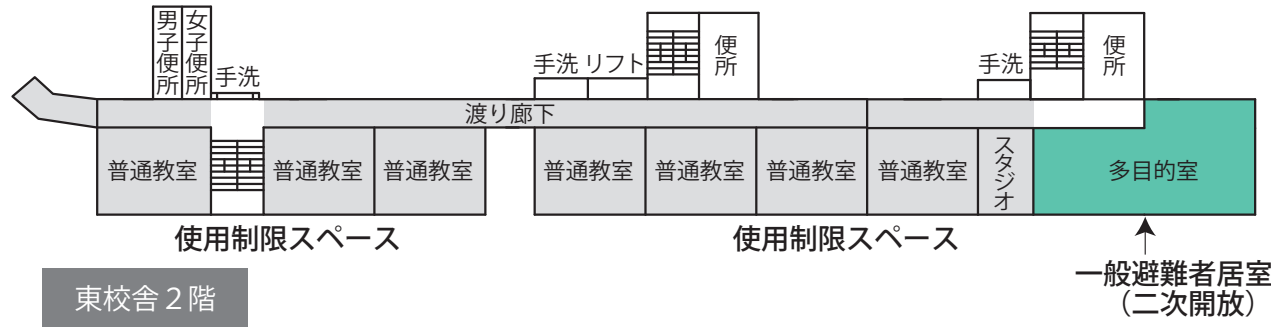 男子便所
女子便所
手洗
手洗
リフト
便所
手洗
便所
渡り廊下
普通教室
普通教室
普通教室
普通教室
普通教室
普通教室
普通教室
スタジオ
多目的室
使用制限スペース
使用制限スペース
一般避難者居室
(二次開放)
東校舎2階